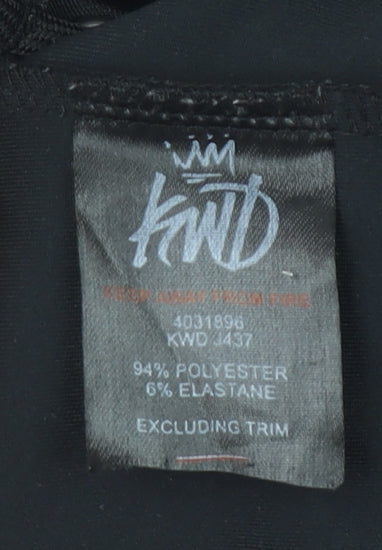 KWD
KEEP AWAY FROM FIRE
4031896
KWD J437
94% POLYESTER
6% ELASTANE
EXCLUDING TRIM